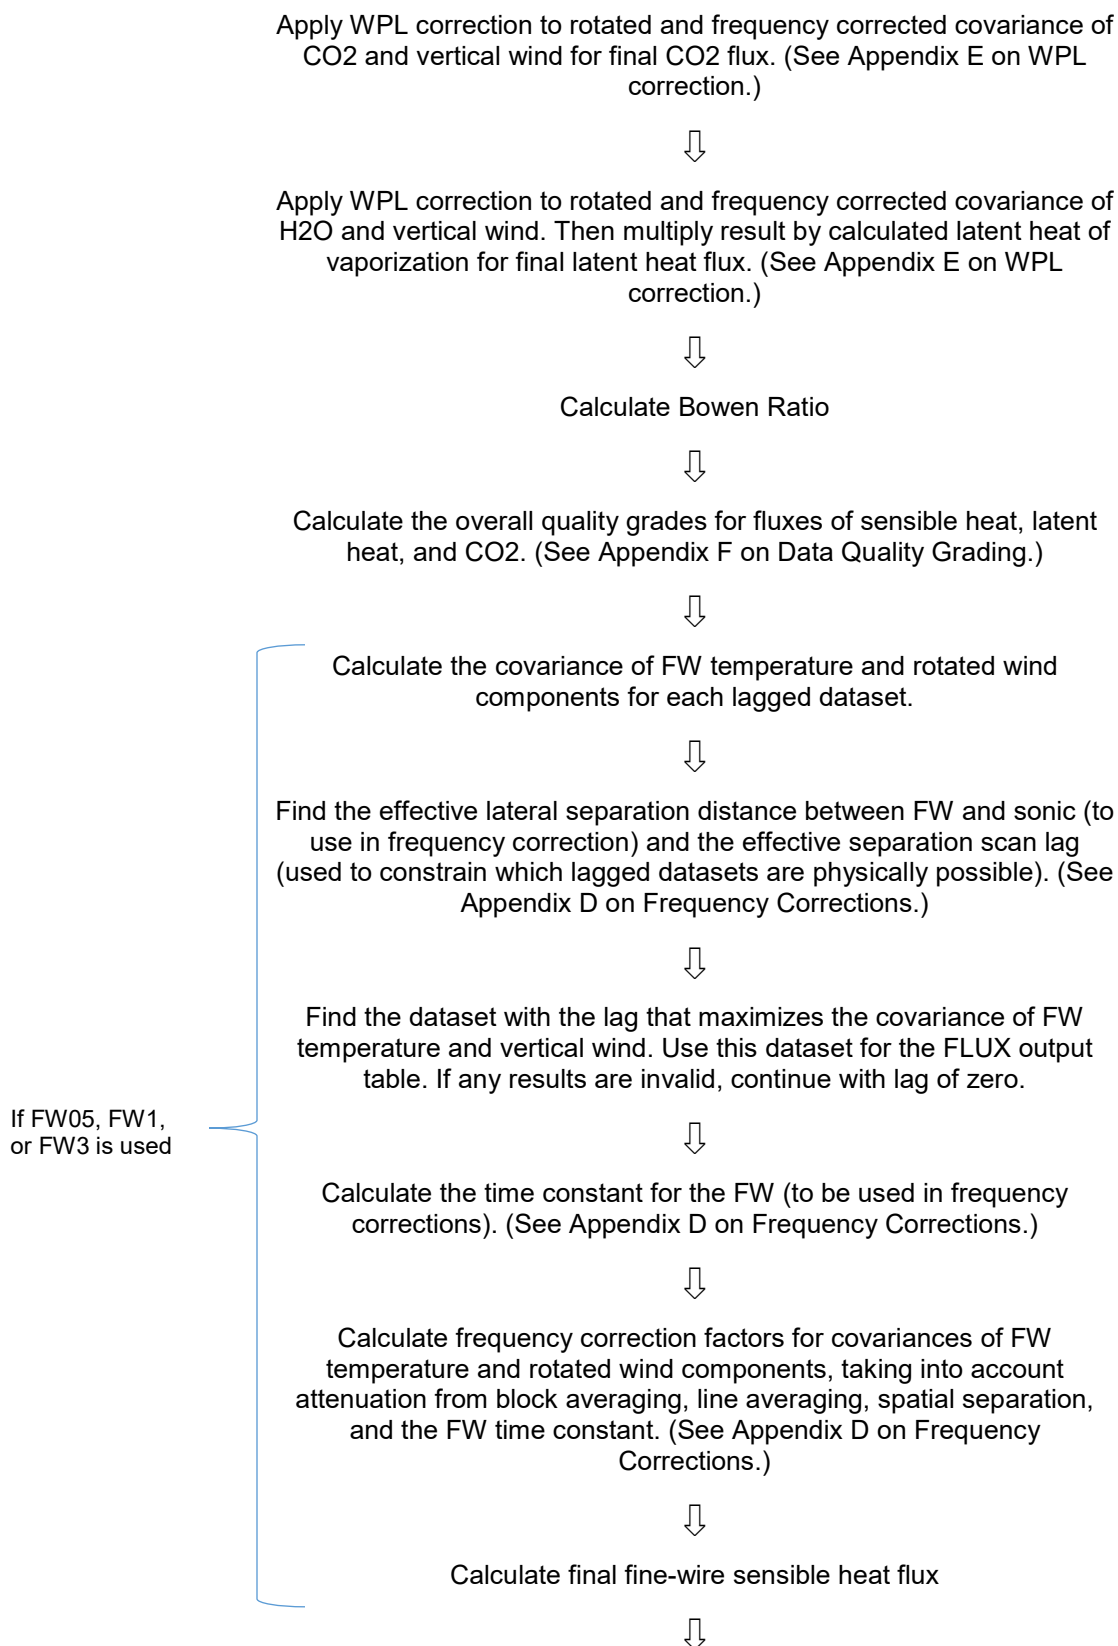 Apply WPL correction to rotated and frequency corrected covariance of
CO2 and vertical wind for final CO2 flux. (See Appendix E on WPL
correction.)
Apply WPL correction to rotated and frequency corrected covariance of
H2O and vertical wind. Then multiply result by calculated latent heat of
vaporization for final latent heat flux. (See Appendix E on WPL
correction.)
Calculate Bowen Ratio
Calculate the overall quality grades for fluxes of sensible heat, latent
heat, and CO2. (See Appendix F on Data Quality Grading.)
If FW05, FW1,
or FW3 is used
Calculate the covariance of FW temperature and rotated wind
components for each lagged dataset.
Find the effective lateral separation distance between FW and sonic (to
use in frequency correction) and the effective separation scan lag
(used to constrain which lagged datasets are physically possible). (See
Appendix D on Frequency Corrections.)
Find the dataset with the lag that maximizes the covariance of FW
temperature and vertical wind. Use this dataset for the FLUX output
table. If any results are invalid, continue with lag of zero.
Calculate the time constant for the FW (to be used in frequency
corrections). (See Appendix D on Frequency Corrections.)
Calculate frequency correction factors for covariances of FW
temperature and rotated wind components, taking into account
attenuation from block averaging, line averaging, spatial separation,
and the FW time constant. (See Appendix D on Frequency
Corrections.)
Calculate final fine-wire sensible heat flux